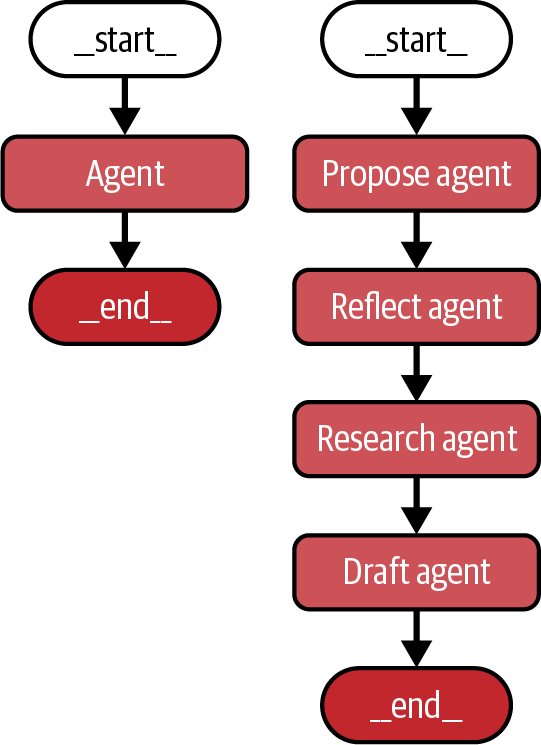 __start__
Agent
__end__
__start__
Propose agent
Reflect agent
Research agent
Draft agent
__end__